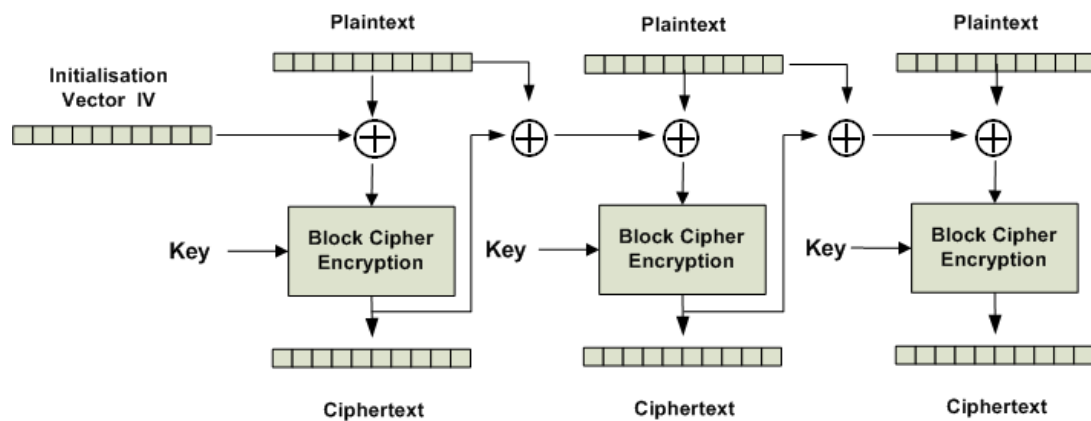 Plaintext
Plaintext
Plaintext
Initialisation
Vector IV
Key
Block Cipher
Encryption
Key
Block Cipher
Encryption
Key
Block Cipher
Encryption
Ciphertext
Ciphertext
Ciphertext